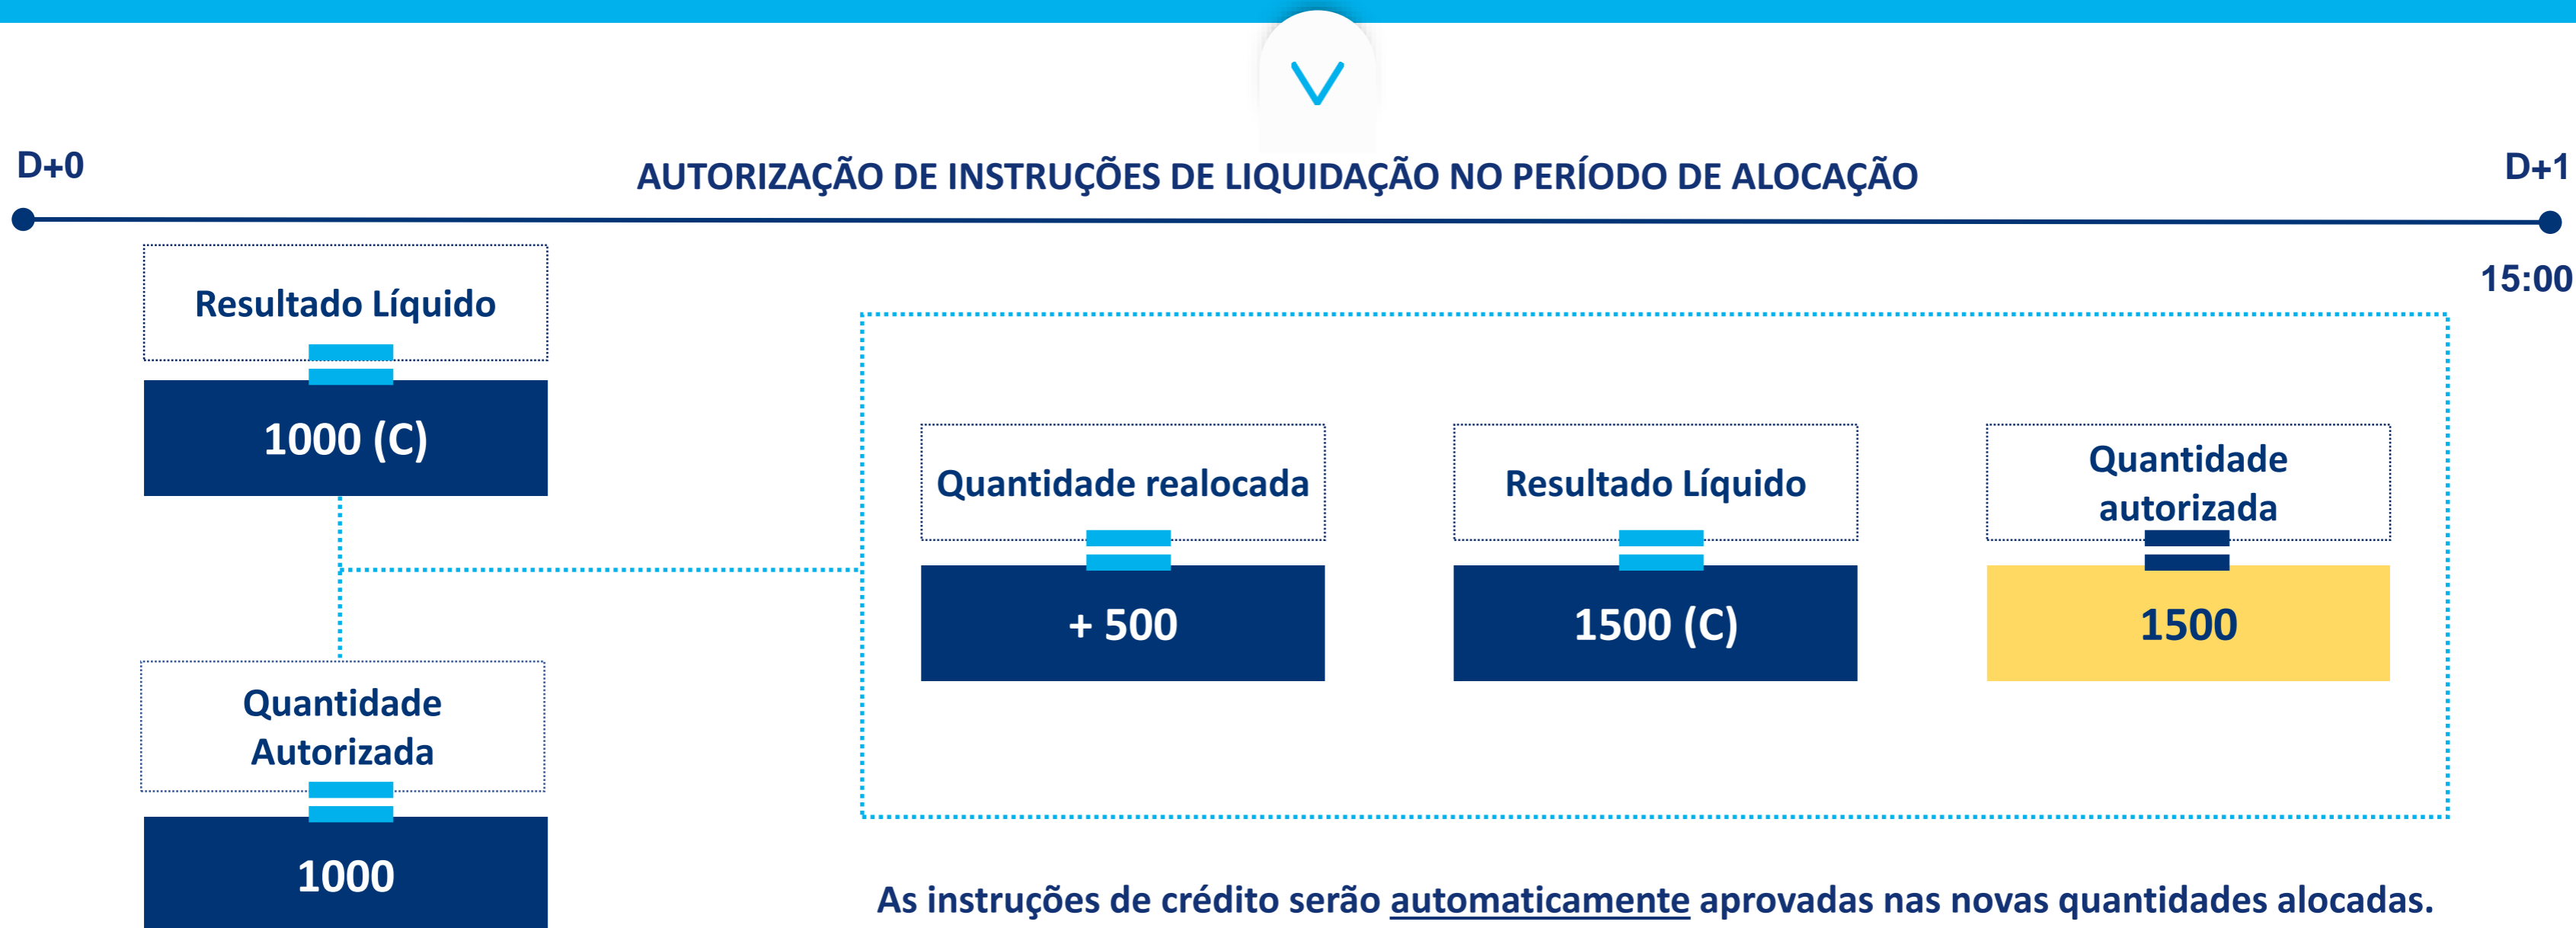 D+0
AUTORIZAÇÃO DE INSTRUÇÕES DE LIQUIDAÇÃO NO PERÍODO DE ALOCAÇÃO
D+1
15:00
Resultado Líquido
1000 (C)
Quantidade
Autorizada
1000
Quantidade realocada
+ 500
Resultado Líquido
1500 (C)
Quantidade
autorizada
1500
As instruções de crédito serão automaticamente aprovadas nas novas quantidades alocadas.